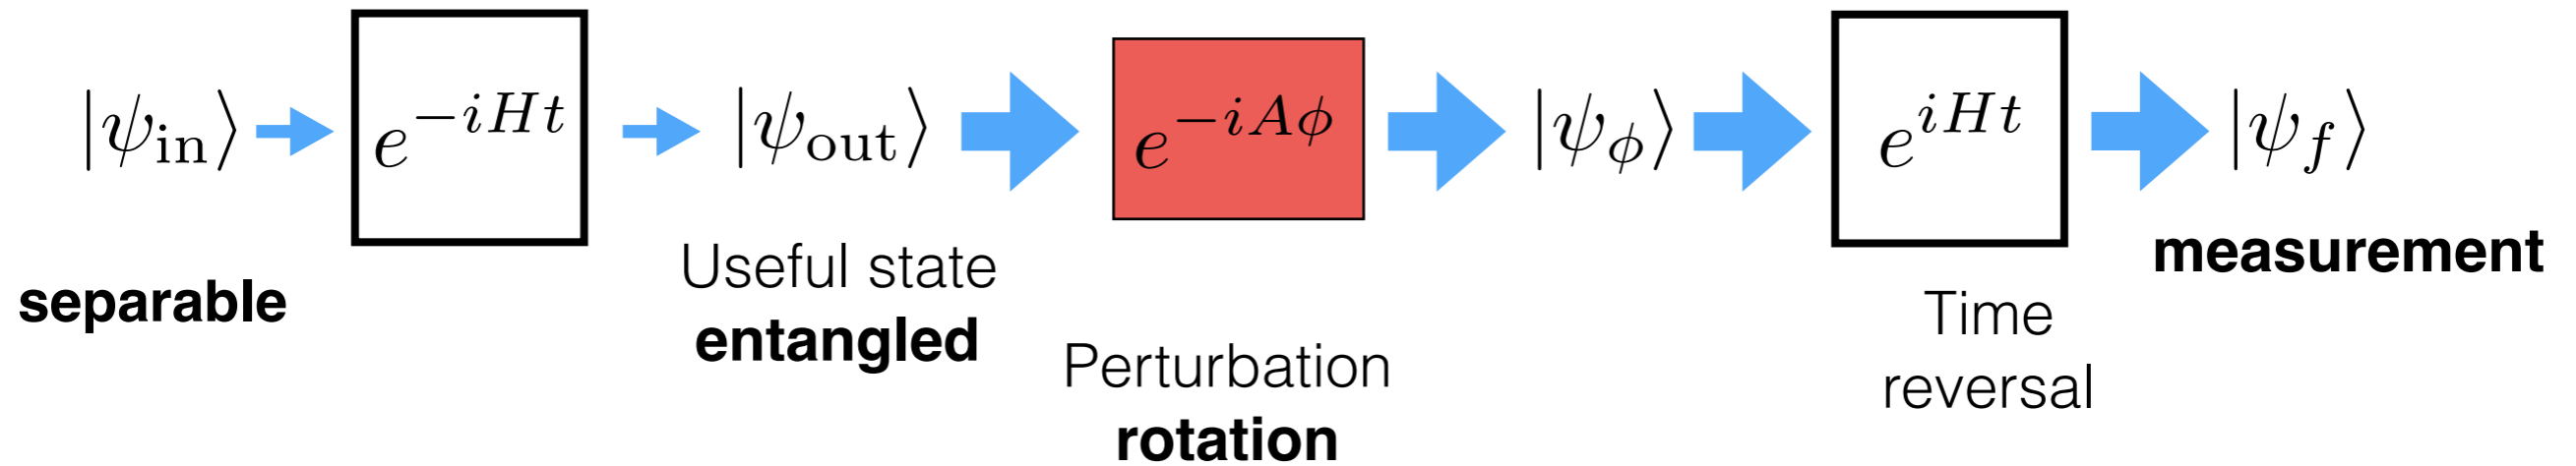 |ψ_in⟩ e^{-iHt} |ψ_out⟩ e^{-iAϕ} |ψ_ϕ⟩ e^{iHt} |ψ_f⟩
separable
Useful state
entangled
Perturbation
rotation
Time
reversal
measurement